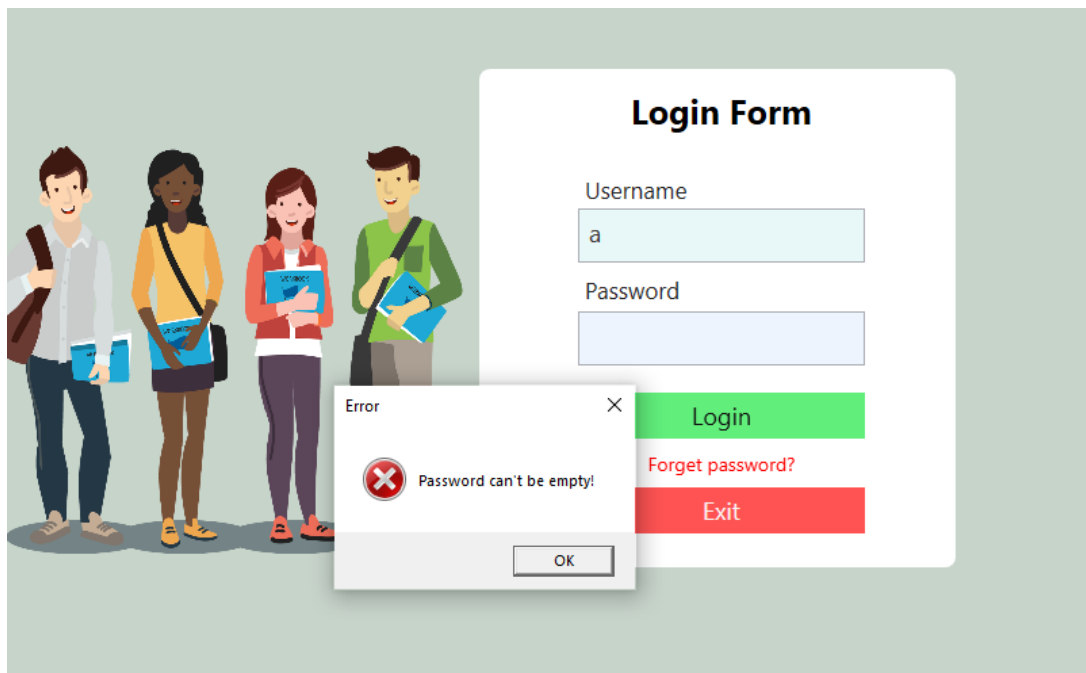 Login Form
Username
a
Password
Login
Forget password?
Exit
Error
Password can't be empty!
OK